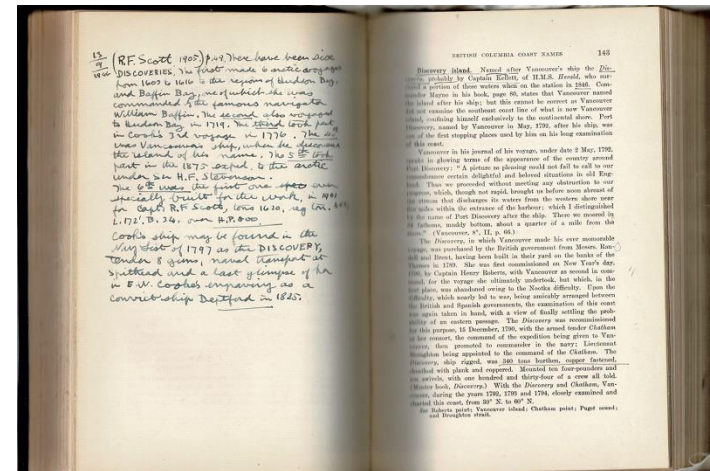 13/9/1966 (R.F. Scott 1905) p.49. There have been six
DISCOVERIES. The first made 6 arctic voyages
from 1602 to 1616 to the regions of Hudson Bay,
and Baffin Bay, one of which she was
commanded by the famous navigator
William Baffin. The second also voyaged
to Hudson Bay in 1719. The third took part
in Cook's 3rd voyage in 1776. The 4th
was Vancouver's ship, when he discovered
the island of his name. The 5th took
part in the 1875 exped. to the arctic
under Sir H.F. Stevenson.
The 6th was the first one ever
specially built for the work, in 1901
for Capt. R.F. Scott, tons 1620, reg ton.
L. 172', B. 34. over H.P. 500
Cook's ship may be found in the
Navy List of 1797 as the DISCOVERY,
tender 8 guns, naval transport at
Spithead and a last glimpse of her
in E.W. Cooke's engraving as a
convict ship Deptford in 1825.
BRITISH COLUMBIA COAST NAMES 143
Discovery island. Named after Vancouver's ship the Dis-
covery, probably by Captain Kellett, of H.M.S. Herald, who sur-
veyed a portion of these waters when on the station in 1846. Com-
mander Mayne in his book, page 80, states that Vancouver named
the island after his ship; but this cannot be correct as Vancouver
did not examine the southeast coast line of what is now Vancouver
island, confining himself exclusively to the continental shore. Port
Discovery, named by Vancouver in May, 1792, after his ship, was
one of the first stopping places used by him on his long examination
of this coast.
Vancouver in his journal of his voyage, under date 2 May, 1792,
speaks in glowing terms of the appearance of the country around
Port Discovery: "A picture so pleasing could not fail to call to our
remembrance certain delightful and beloved situations in old Eng-
land. Thus we proceeded without meeting any obstruction to our
progress, which, though not rapid, brought us before noon abreast of
the stream that discharges its waters from the western shore near
five miles within the entrance of the harbour; which I distinguished
by the name of Port Discovery after the ship. There we moored in
34 fathoms, muddy bottom, about a quarter of a mile from the
shore." (Vancouver, 8°, II, p. 66.)
The Discovery, in which Vancouver made his ever memorable
voyage, was purchased by the British government from Messrs. Ran-
dell and Brent, having been built in their yard on the banks of the
Thames in 1789. She was first commissioned on New Year's day,
1790, by Captain Henry Roberts, with Vancouver as second in com-
mand, for the voyage she ultimately undertook, but which, in the
first place, was abandoned owing to the Nootka difficulty. Upon the
difficulty, which nearly led to war, being amicably arranged between
the British and Spanish governments, the examination of this coast
was again taken in hand, with a view of finally settling the prob-
ability of an eastern passage. The Discovery was recommissioned
for this purpose, 15 December, 1790, with the armed tender Chatham
as her consort, the command of the expedition being given to Van-
couver, then promoted to commander in the navy; Lieutenant
Broughton being appointed to the command of the Chatham. The
Discovery, ship rigged, was 340 tons burthen, copper fastened,
sheathed with plank and coppered. Mounted ten four-pounders and
ten swivels, with one hundred and thirty-four of a crew all told.
(Muster book, Discovery.) With the Discovery and Chatham, Van-
couver, during the years 1792, 1793 and 1794, closely examined and
charted this coast, from 30° N. to 60° N.
See Roberts point; Vancouver island; Chatham point; Puget sound;
and Broughton strait.